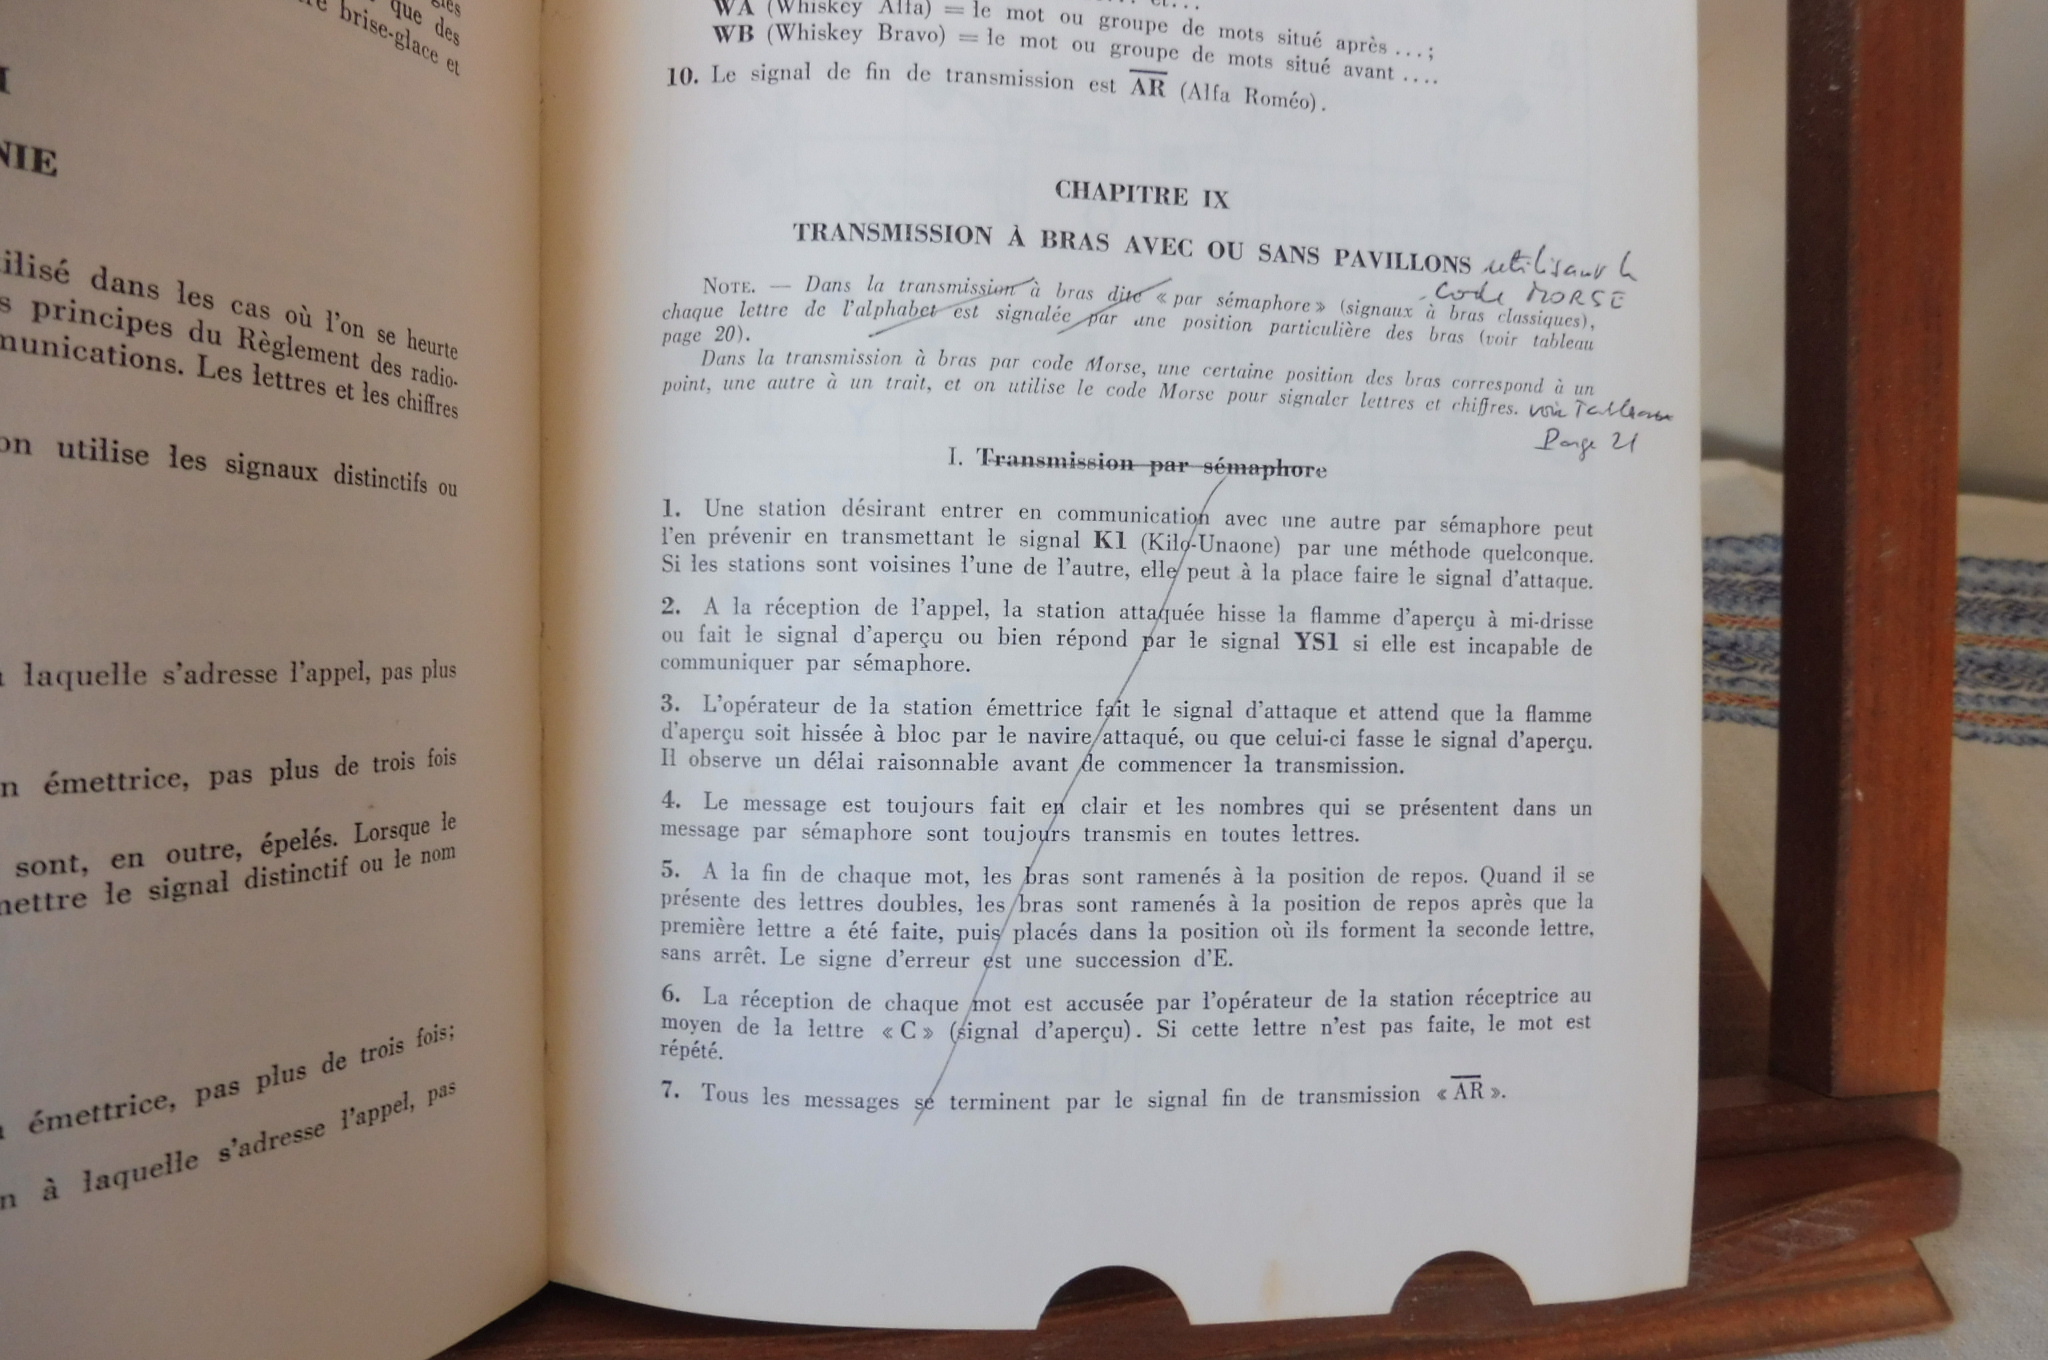 que des
brise-glace et
NIE
ilisé dans les cas où l'on se heurte
s principes du Règlement des radio-
munications. Les lettres et les chiffres
on utilise les signaux distinctifs ou
laquelle s'adresse l'appel, pas plus
n émettrice, pas plus de trois fois
sont, en outre, épelés. Lorsque le
mettre le signal distinctif ou le nom
émettrice, pas plus de trois fois;
n à laquelle s'adresse l'appel, pas
WA (Whiskey Alfa) = le mot ou groupe de mots situé après ...;
WB (Whiskey Bravo) = le mot ou groupe de mots situé avant ....
10. Le signal de fin de transmission est A̅R̅ (Alfa Roméo).
CHAPITRE IX
TRANSMISSION À BRAS AVEC OU SANS PAVILLONS utilisant le
code MORSE
NOTE. — Dans la transmission à bras dite « par sémaphore » (signaux à bras classiques),
chaque lettre de l'alphabet est signalée par une position particulière des bras (voir tableau
page 20).
Dans la transmission à bras par code Morse, une certaine position des bras correspond à un
point, une autre à un trait, et on utilise le code Morse pour signaler lettres et chiffres. voir Tableau
Page 21
I. Transmission par sémaphore
1. Une station désirant entrer en communication avec une autre par sémaphore peut
l'en prévenir en transmettant le signal K1 (Kilo-Unaone) par une méthode quelconque.
Si les stations sont voisines l'une de l'autre, elle peut à la place faire le signal d'attaque.
2. A la réception de l'appel, la station attaquée hisse la flamme d'aperçu à mi-drisse
ou fait le signal d'aperçu ou bien répond par le signal YS1 si elle est incapable de
communiquer par sémaphore.
3. L'opérateur de la station émettrice fait le signal d'attaque et attend que la flamme
d'aperçu soit hissée à bloc par le navire attaqué, ou que celui-ci fasse le signal d'aperçu.
Il observe un délai raisonnable avant de commencer la transmission.
4. Le message est toujours fait en clair et les nombres qui se présentent dans un
message par sémaphore sont toujours transmis en toutes lettres.
5. A la fin de chaque mot, les bras sont ramenés à la position de repos. Quand il se
présente des lettres doubles, les bras sont ramenés à la position de repos après que la
première lettre a été faite, puis placés dans la position où ils forment la seconde lettre,
sans arrêt. Le signe d'erreur est une succession d'E.
6. La réception de chaque mot est accusée par l'opérateur de la station réceptrice au
moyen de la lettre « C » (signal d'aperçu). Si cette lettre n'est pas faite, le mot est
répété.
7. Tous les messages se terminent par le signal fin de transmission « A̅R̅ ».